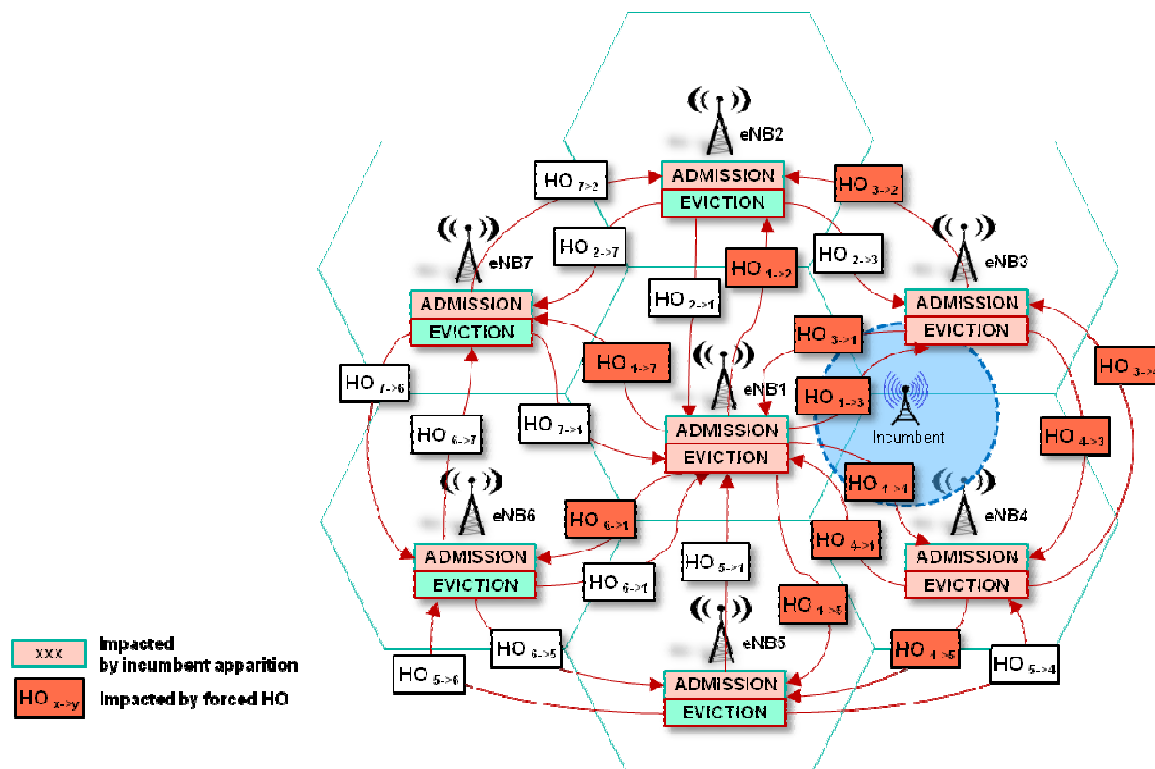 eNB2
HO 7->2
ADMISSION
EVICTION
HO 3->2
eNB7
HO 2->7
HO 1->2
HO 2->3
eNB3
HO 2->1
ADMISSION
EVICTION
ADMISSION
EVICTION
HO 3->1
HO 1->7
HO 3->4
HO 7->6
eNB1
HO 1->3
HO 7->1
ADMISSION
EVICTION
Incumbent
HO 4->3
HO 6->7
HO 1->4
eNB6
HO 6->1
HO 4->1
eNB4
ADMISSION
EVICTION
HO 6->1
HO 5->1
ADMISSION
EVICTION
HO 1->5
xxx
Impacted
by incumbent apparition
HO 5->6
HO 6->5
eNB5
ADMISSION
EVICTION
HO 4->5
HO 5->4
HO x->y
Impacted by forced HO